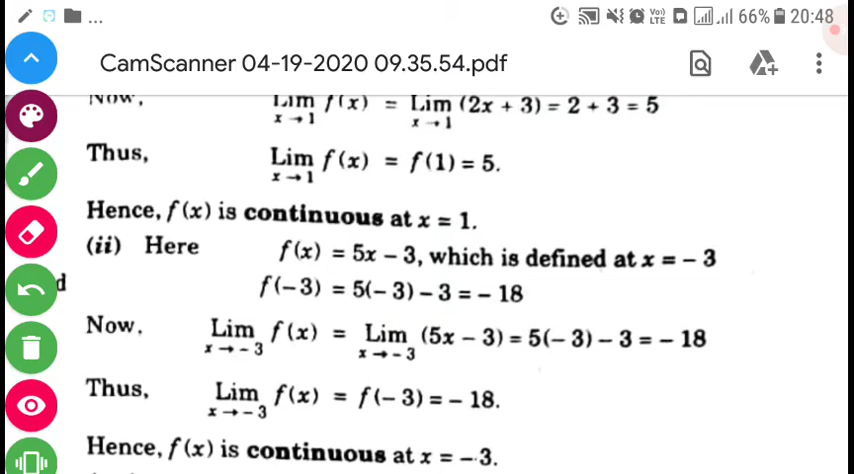 ... Vo) LTE 66% 20:48
CamScanner 04-19-2020 09.35.54.pdf
Now, Lim f(x) = Lim (2x + 3) = 2 + 3 = 5
x → 1 x → 1
Thus, Lim f(x) = f(1) = 5.
x → 1
Hence, f(x) is continuous at x = 1.
(ii) Here f(x) = 5x – 3, which is defined at x = – 3
d f(– 3) = 5(– 3) – 3 = – 18
Now, Lim f(x) = Lim (5x – 3) = 5(– 3) – 3 = – 18
x → – 3 x → – 3
Thus, Lim f(x) = f(– 3) = – 18.
x → – 3
Hence, f(x) is continuous at x = – 3.